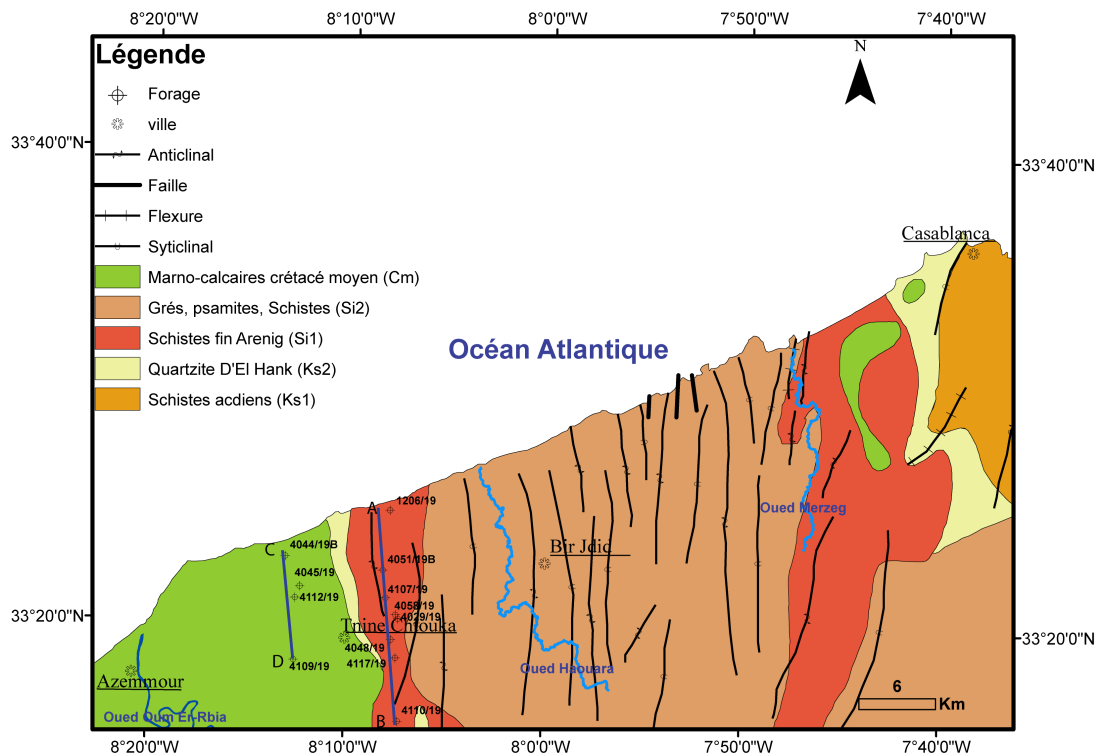 8°20'0"W 8°10'0"W 8°0'0"W 7°50'0"W 7°40'0"W
Légende
N
Forage
ville
33°40'0"N
33°40'0"N
Anticlinal
Faille
Flexure
Syticlinal
Casablanca
Marno-calcaires crétacé moyen (Cm)
Grés, psamites, Schistes (Si2)
Schistes fin Arenig (Si1)
Océan Atlantique
Quartzite D'El Hank (Ks2)
Schistes acdiens (Ks1)
1206/19
A
Oued Merzeg
4044/19B
C
Bir Jdid
4051/19B
4045/19
4107/19
4112/19
4058/19
33°20'0"N
4029/19
Tnine Chtouka
33°20'0"N
4048/19
D
4109/19
4117/19
Oued Haouara
Azemmour
6
Km
4110/19
Oued Oum Er-Rbia
B
8°20'0"W 8°10'0"W 8°0'0"W 7°50'0"W 7°40'0"W